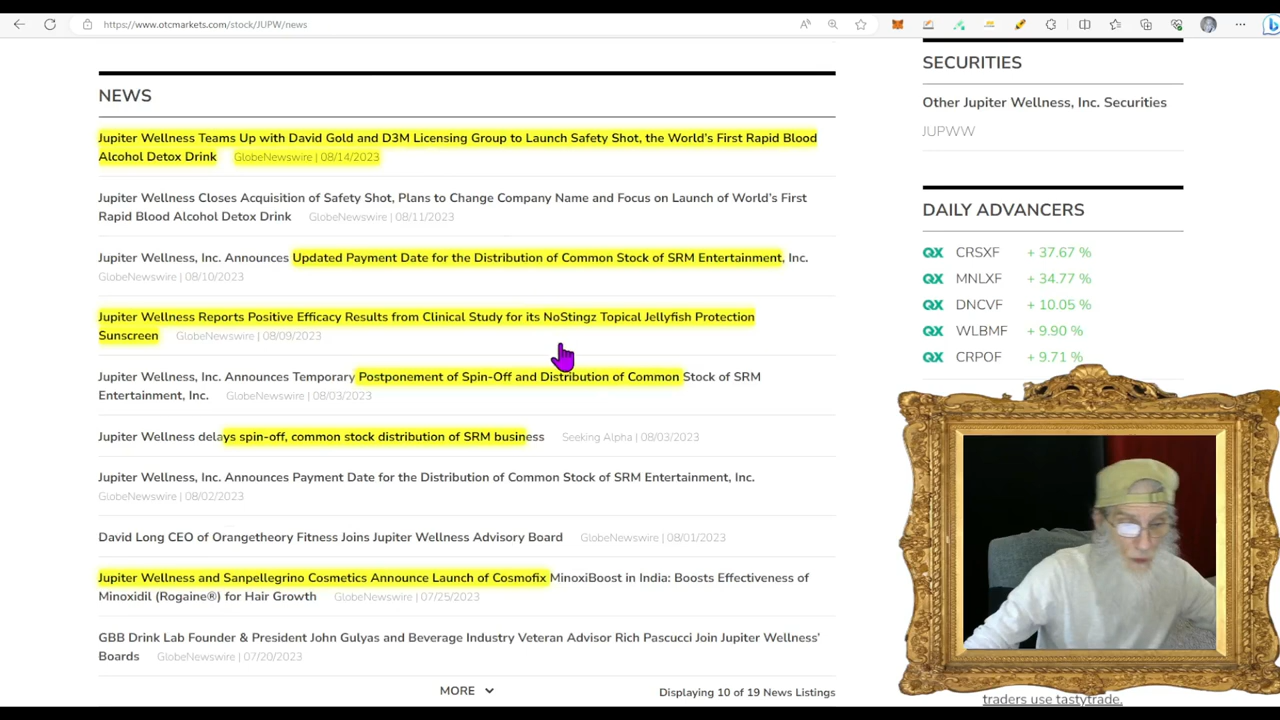 https://www.otcmarkets.com/stock/JUPW/news
NEWS
Jupiter Wellness Teams Up with David Gold and D3M Licensing Group to Launch Safety Shot, the World's First Rapid Blood
Alcohol Detox Drink GlobeNewswire | 08/14/2023
Jupiter Wellness Closes Acquisition of Safety Shot, Plans to Change Company Name and Focus on Launch of World's First
Rapid Blood Alcohol Detox Drink GlobeNewswire | 08/11/2023
Jupiter Wellness, Inc. Announces Updated Payment Date for the Distribution of Common Stock of SRM Entertainment, Inc.
GlobeNewswire | 08/10/2023
Jupiter Wellness Reports Positive Efficacy Results from Clinical Study for its NoStingz Topical Jellyfish Protection
Sunscreen GlobeNewswire | 08/09/2023
Jupiter Wellness, Inc. Announces Temporary Postponement of Spin-Off and Distribution of Common Stock of SRM
Entertainment, Inc. GlobeNewswire | 08/03/2023
Jupiter Wellness delays spin-off, common stock distribution of SRM business Seeking Alpha | 08/03/2023
Jupiter Wellness, Inc. Announces Payment Date for the Distribution of Common Stock of SRM Entertainment, Inc.
GlobeNewswire | 08/02/2023
David Long CEO of Orangetheory Fitness Joins Jupiter Wellness Advisory Board GlobeNewswire | 08/01/2023
Jupiter Wellness and Sanpellegrino Cosmetics Announce Launch of Cosmofix MinoxiBoost in India: Boosts Effectiveness of
Minoxidil (Rogaine®) for Hair Growth GlobeNewswire | 07/25/2023
GBB Drink Lab Founder & President John Gulyas and Beverage Industry Veteran Advisor Rich Pascucci Join Jupiter Wellness'
Boards GlobeNewswire | 07/20/2023
MORE
Displaying 10 of 19 News Listings
SECURITIES
Other Jupiter Wellness, Inc. Securities
JUPWW
DAILY ADVANCERS
QX CRSXF + 37.67 %
QX MNLXF + 34.77 %
QX DNCVF + 10.05 %
QX WLBMF + 9.90 %
QX CRPOF + 9.71 %
traders use tastytrade.